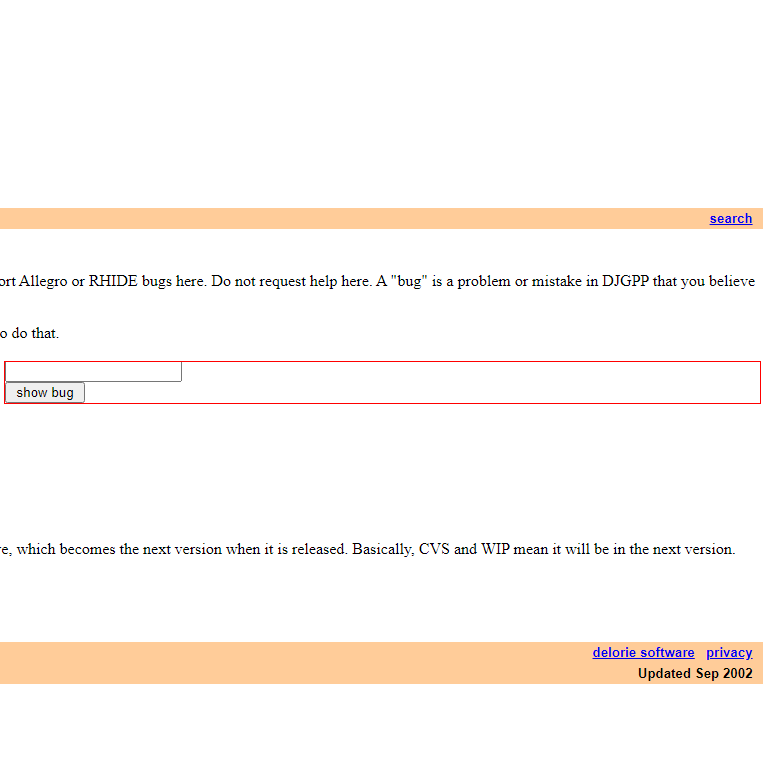 search
ort Allegro or RHIDE bugs here. Do not request help here. A "bug" is a problem or mistake in DJGPP that you believe
o do that.
show bug
re, which becomes the next version when it is released. Basically, CVS and WIP mean it will be in the next version.
delorie software privacy
Updated Sep 2002